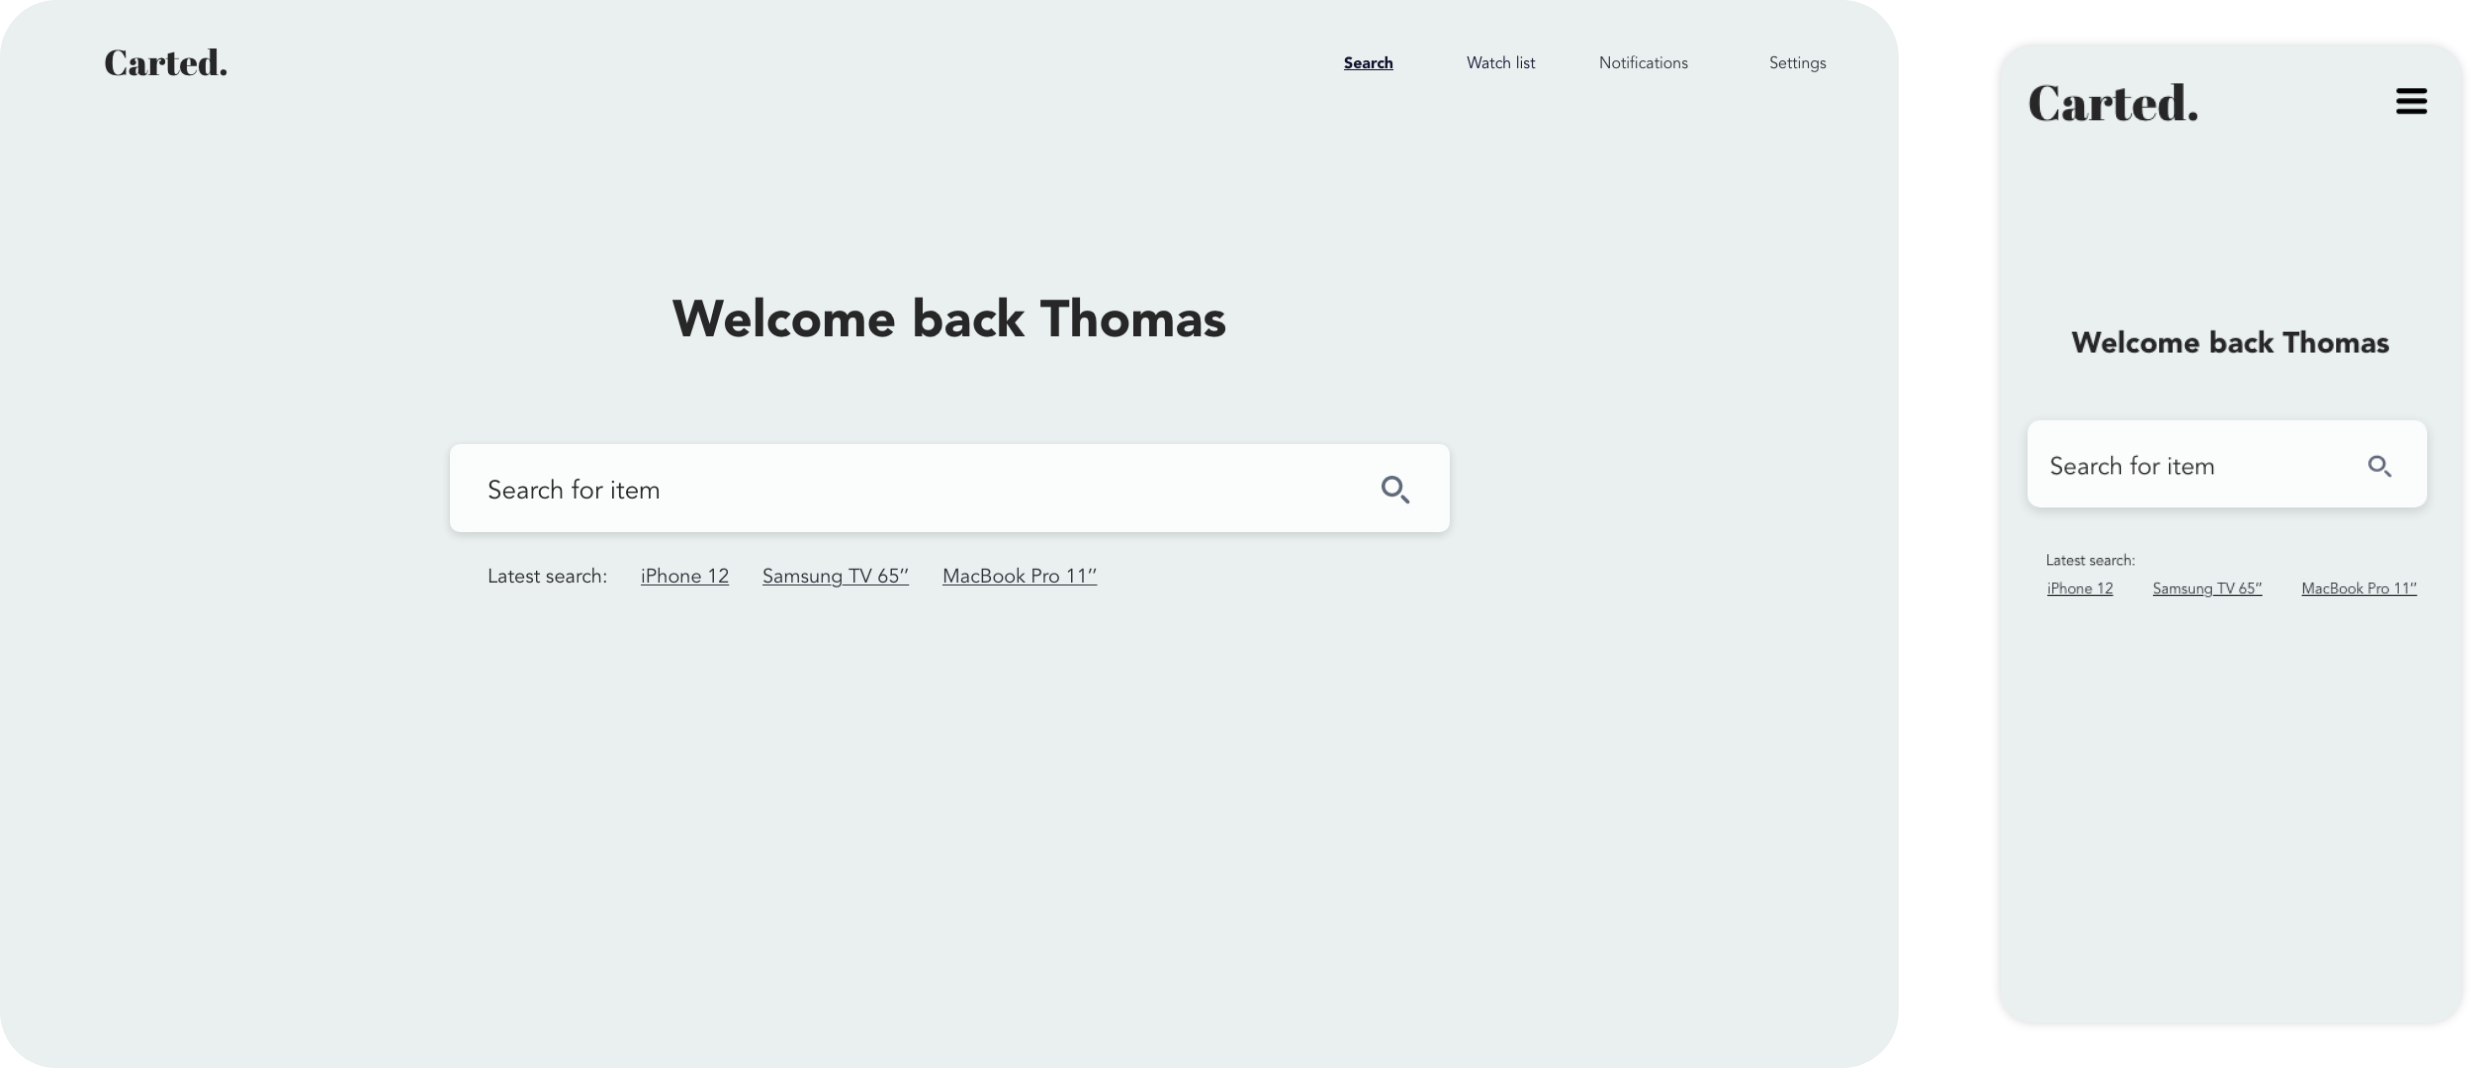 Carted.
Search Watch list Notifications Settings
Welcome back Thomas
Search for item
Latest search: iPhone 12 Samsung TV 65’’ MacBook Pro 11’’
Carted.
Welcome back Thomas
Search for item
Latest search:
iPhone 12 Samsung TV 65’’ MacBook Pro 11’’